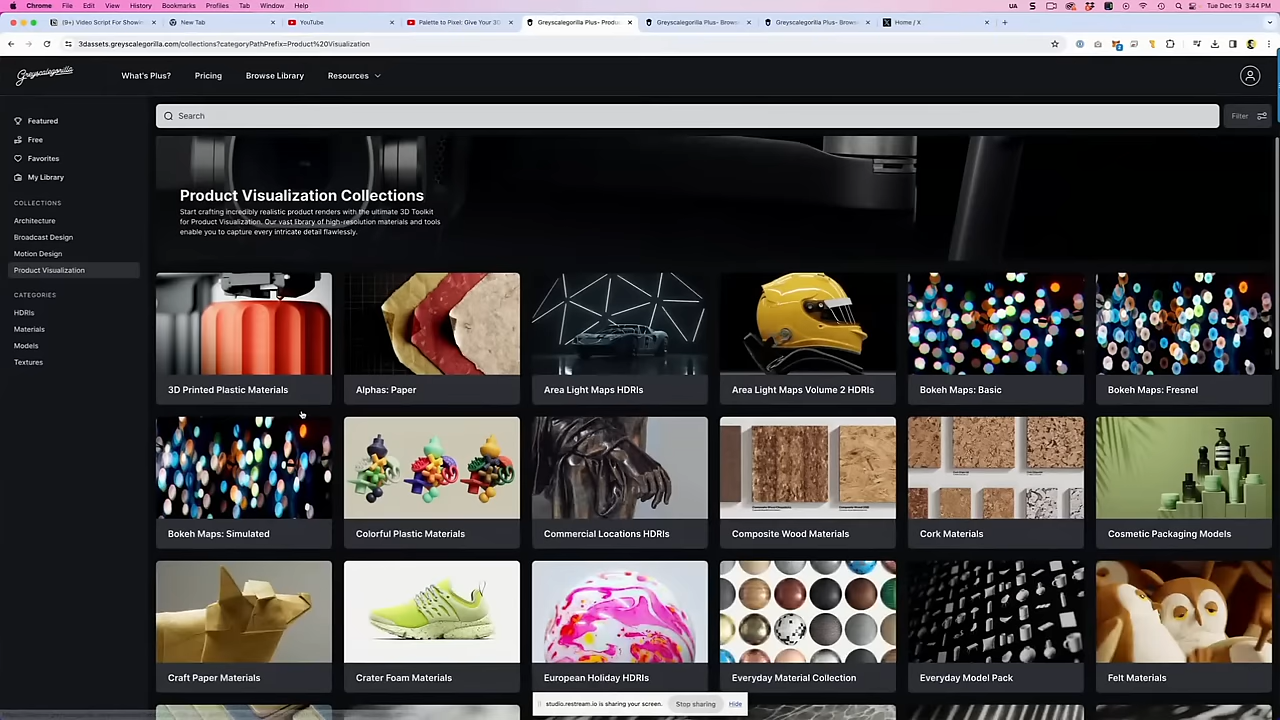 Chrome File Edit View History Bookmarks Profiles Tab Window Help
UA
Tue Dec 19 3:44 PM
(9+) Video Script For Showin
New Tab
YouTube
Palette to Pixel: Give Your 3D
Greyscalegorilla Plus- Produ
Greyscalegorilla Plus- Brows
Greyscalegorilla Plus- Brows
Home / X
3dassets.greyscalegorilla.com/collections?categoryPathPrefix=Product%20Visualization
Greyscalegorilla
What's Plus?
Pricing
Browse Library
Resources
Featured
Free
Favorites
My Library
COLLECTIONS
Architecture
Broadcast Design
Motion Design
Product Visualization
CATEGORIES
HDRIs
Materials
Models
Textures
Search
Filter
Product Visualization Collections
Start crafting incredibly realistic product renders with the ultimate 3D Toolkit
for Product Visualization. Our vast library of high-resolution materials and tools
enable you to capture every intricate detail flawlessly.
3D Printed Plastic Materials
Alphas: Paper
Area Light Maps HDRIs
Area Light Maps Volume 2 HDRIs
Bokeh Maps: Basic
Bokeh Maps: Fresnel
Bokeh Maps: Simulated
Colorful Plastic Materials
Commercial Locations HDRIs
Composite Wood Materials
Cork Materials
Cosmetic Packaging Models
Craft Paper Materials
Crater Foam Materials
European Holiday HDRIs
Everyday Material Collection
Everyday Model Pack
Felt Materials
studio.restream.io is sharing your screen.
Stop sharing
Hide